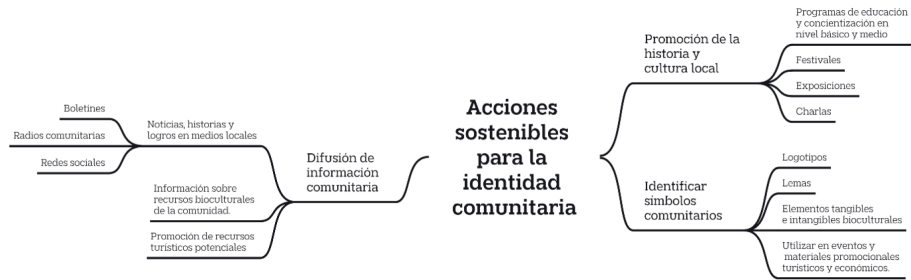 Acciones
sostenibles
para la
identidad
comunitaria
Promoción de la
historia y
cultura local
Programas de educación
y concientización en
nivel básico y medio
Festivales
Exposiciones
Charlas
Identificar
símbolos
comunitarios
Logotipos
Lemas
Elementos tangibles
e intangibles bioculturales
Utilizar en eventos y
materiales promocionales
turísticos y económicos.
Difusión de
información
comunitaria
Noticias, historias y
logros en medios locales
Boletines
Radios comunitarias
Redes sociales
Información sobre
recursos bioculturales
de la comunidad.
Promoción de recursos
turísticos potenciales